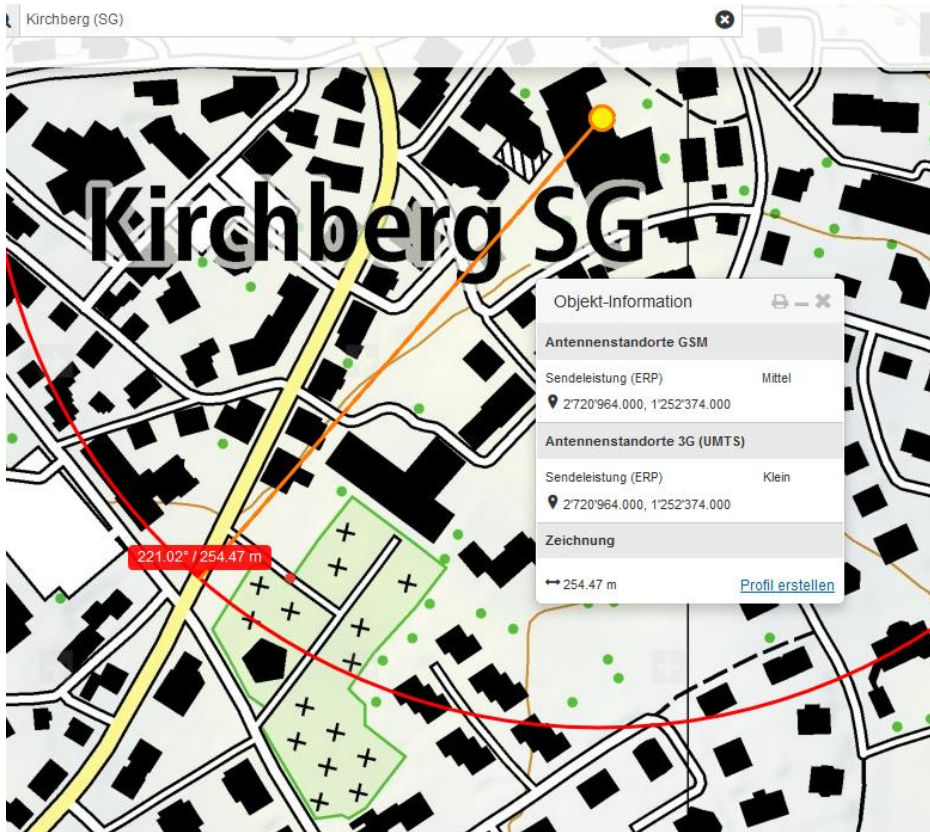 Kirchberg (SG)
Kirchberg SG
Objekt-Information
Antennenstandorte GSM
Sendeleistung (ERP) Mittel
2'720'964.000, 1'252'374.000
Antennenstandorte 3G (UMTS)
Sendeleistung (ERP) Klein
2'720'964.000, 1'252'374.000
Zeichnung
254.47 m Profil erstellen
221.02° / 254.47 m